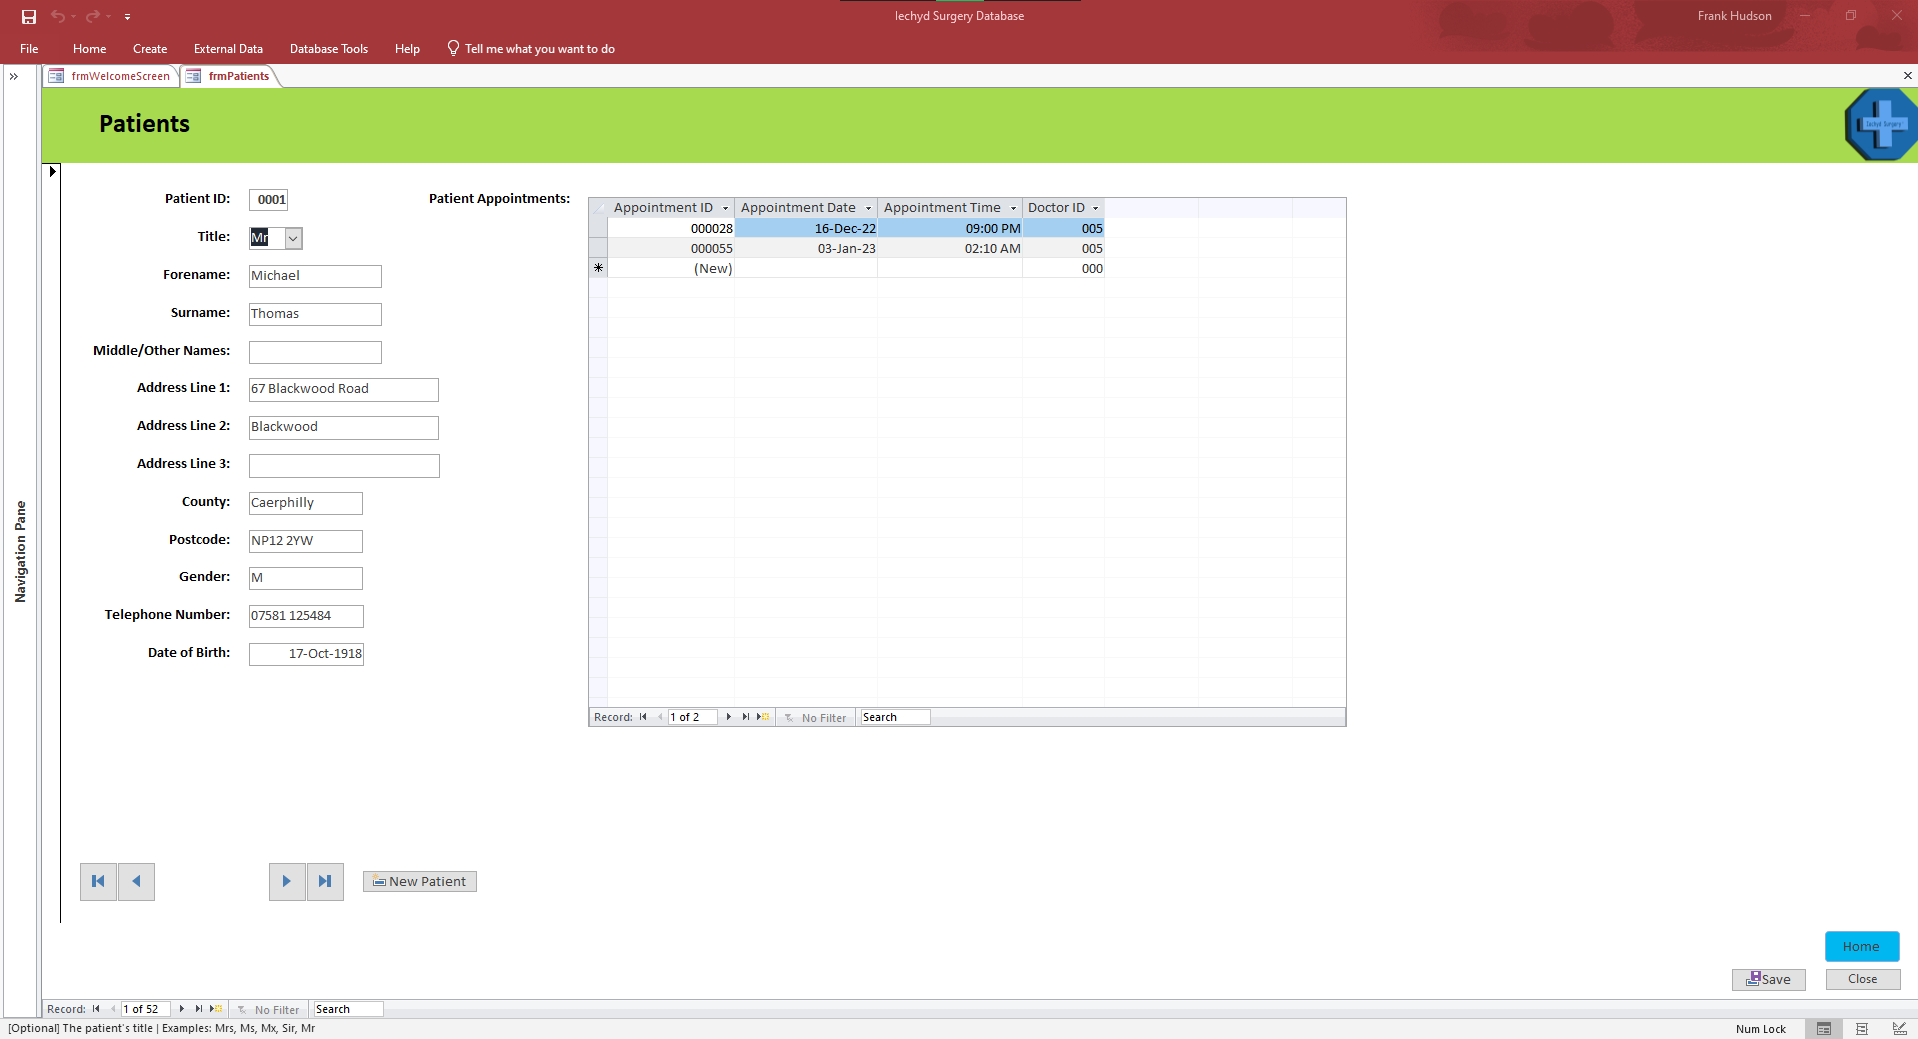 Iechyd Surgery Database
Frank Hudson
File Home Create External Data Database Tools Help Tell me what you want to do
frmWelcomeScreen frmPatients
Patients
Iechyd Surgery
Navigation Pane
Patient ID: 0001
Title: Mr
Forename: Michael
Surname: Thomas
Middle/Other Names:
Address Line 1: 67 Blackwood Road
Address Line 2: Blackwood
Address Line 3:
County: Caerphilly
Postcode: NP12 2YW
Gender: M
Telephone Number: 07581 125484
Date of Birth: 17-Oct-1918
Patient Appointments:
Appointment ID Appointment Date Appointment Time Doctor ID
000028 16-Dec-22 09:00 PM 005
000055 03-Jan-23 02:10 AM 005
(New) 000
Record: 1 of 2 No Filter Search
New Patient
Home
Save Close
Record: 1 of 52 No Filter Search
[Optional] The patient's title | Examples: Mrs, Ms, Mx, Sir, Mr
Num Lock